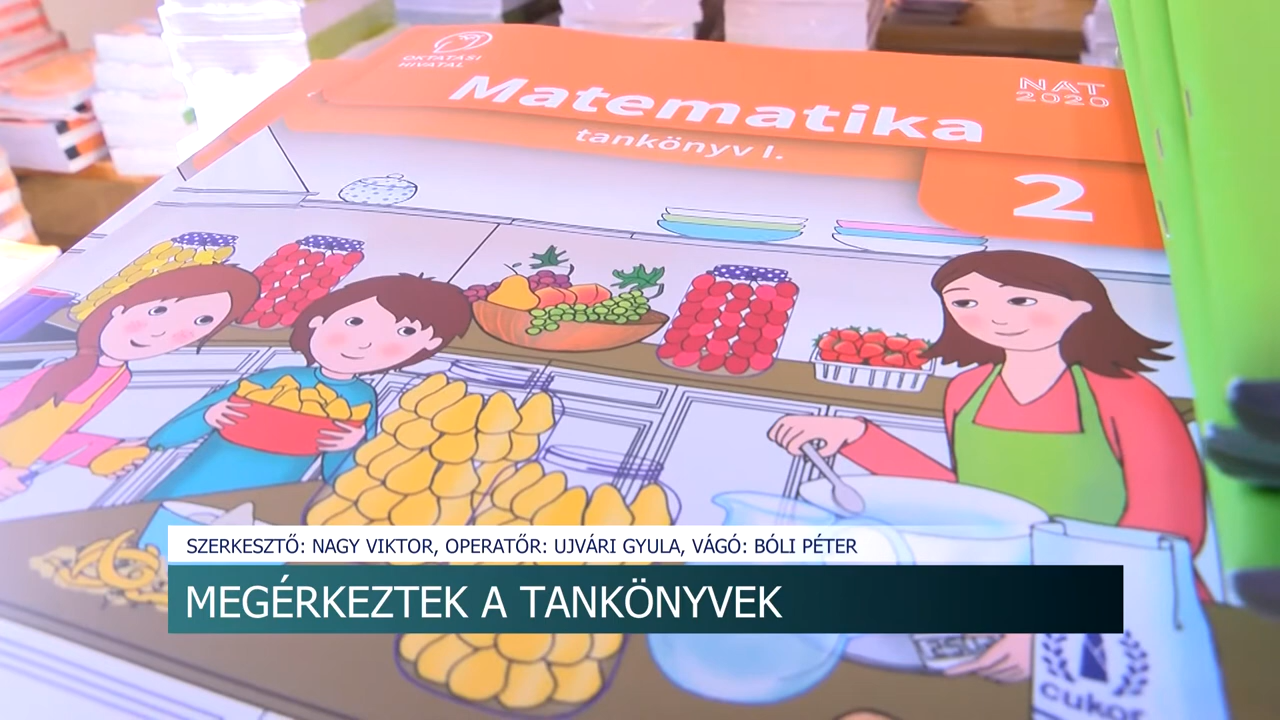 OKTATÁSI
HIVATAL
Matematika
NAT
2020
tankönyv I.
2
SZERKESZTŐ: NAGY VIKTOR, OPERATŐR: UJVÁRI GYULA, VÁGÓ: BÓLI PÉTER
MEGÉRKEZTEK A TANKÖNYVEK
cukor